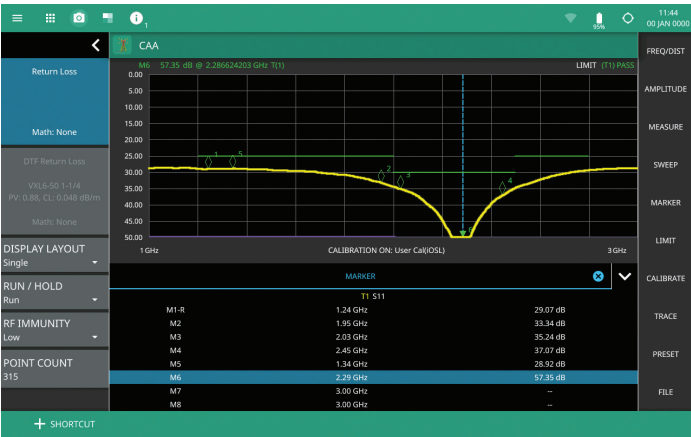 11:44
00 JAN 0000
1
95%
CAA
FREQ/DIST
AMPLITUDE
MEASURE
SWEEP
MARKER
LIMIT
CALIBRATE
TRACE
PRESET
FILE
Return Loss
Math: None
DTF Return Loss
VXL6-50 1-1/4
PV: 0.88, CL: 0.048 dB/m
Math: None
DISPLAY LAYOUT
Single
RUN / HOLD
Run
RF IMMUNITY
Low
POINT COUNT
315
M6 57.35 dB @ 2.286624203 GHz T(1) LIMIT (T1) PASS
0.00
5.00
10.00
15.00
20.00
25.00
30.00
35.00
40.00
45.00
50.00
1 5
2
3
4
6
1 GHz CALIBRATION ON: User Cal(iOSL) 3 GHz
MARKER
T1 S11
M1-R 1.24 GHz 29.07 dB
M2 1.95 GHz 33.34 dB
M3 2.03 GHz 35.24 dB
M4 2.45 GHz 37.07 dB
M5 1.34 GHz 28.92 dB
M6 2.29 GHz 57.35 dB
M7 3.00 GHz --
M8 3.00 GHz --
+ SHORTCUT